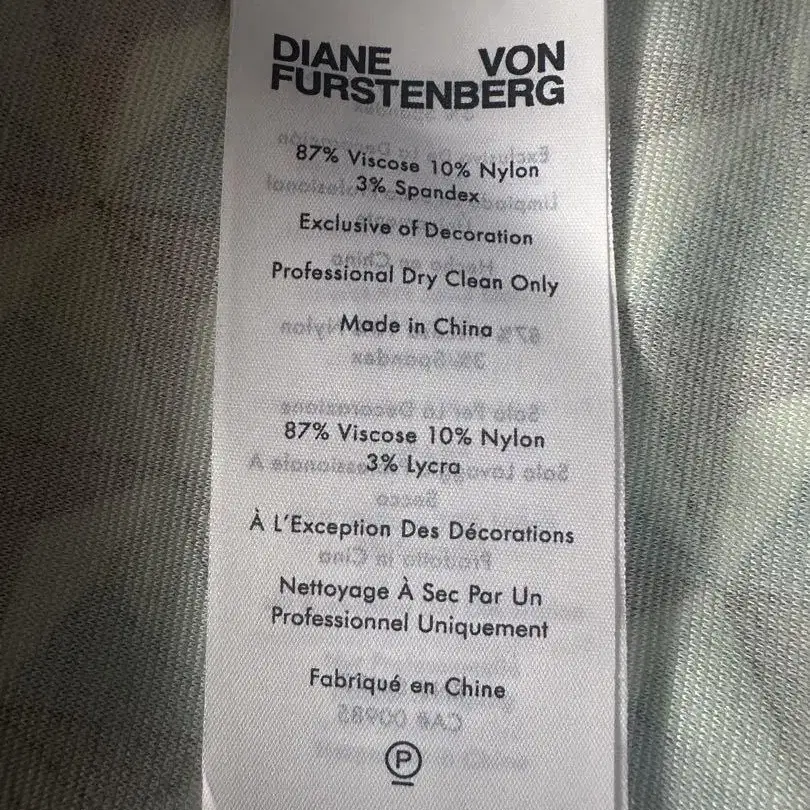 DIANE VON
FURSTENBERG
87% Viscose 10% Nylon
3% Spandex
Exclusive of Decoration
Professional Dry Clean Only
Made in China
87% Viscose 10% Nylon
3% Lycra
À L'Exception Des Décorations
Nettoyage À Sec Par Un
Professionnel Uniquement
Fabriqué en Chine
P